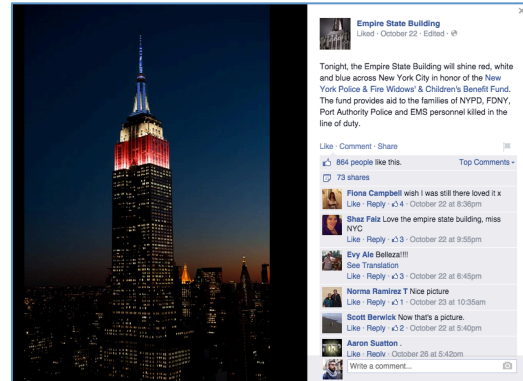 Empire State Building
Liked · October 22 · Edited ·
Tonight, the Empire State Building will shine red, white
and blue across New York City in honor of the New
York Police & Fire Widows' & Children's Benefit Fund.
The fund provides aid to the families of NYPD, FDNY,
Port Authority Police and EMS personnel killed in the
line of duty.
Like · Comment · Share
864 people like this.
Top Comments
73 shares
Fiona Campbell wish I was still there loved it x
Like · Reply · 4 · October 22 at 8:36pm
Shaz Faiz Love the empire state building, miss
NYC
Like · Reply · 3 · October 22 at 9:55pm
Evy Ale Belleza!!!!
See Translation
Like · Reply · 3 · October 22 at 6:45pm
Norma Ramirez T Nice picture
Like · Reply · 1 · October 23 at 10:35am
Scott Berwick Now that's a picture.
Like · Reply · 2 · October 22 at 5:40pm
Aaron Suatton .
Like · Reply · October 26 at 5:42pm
Write a comment...